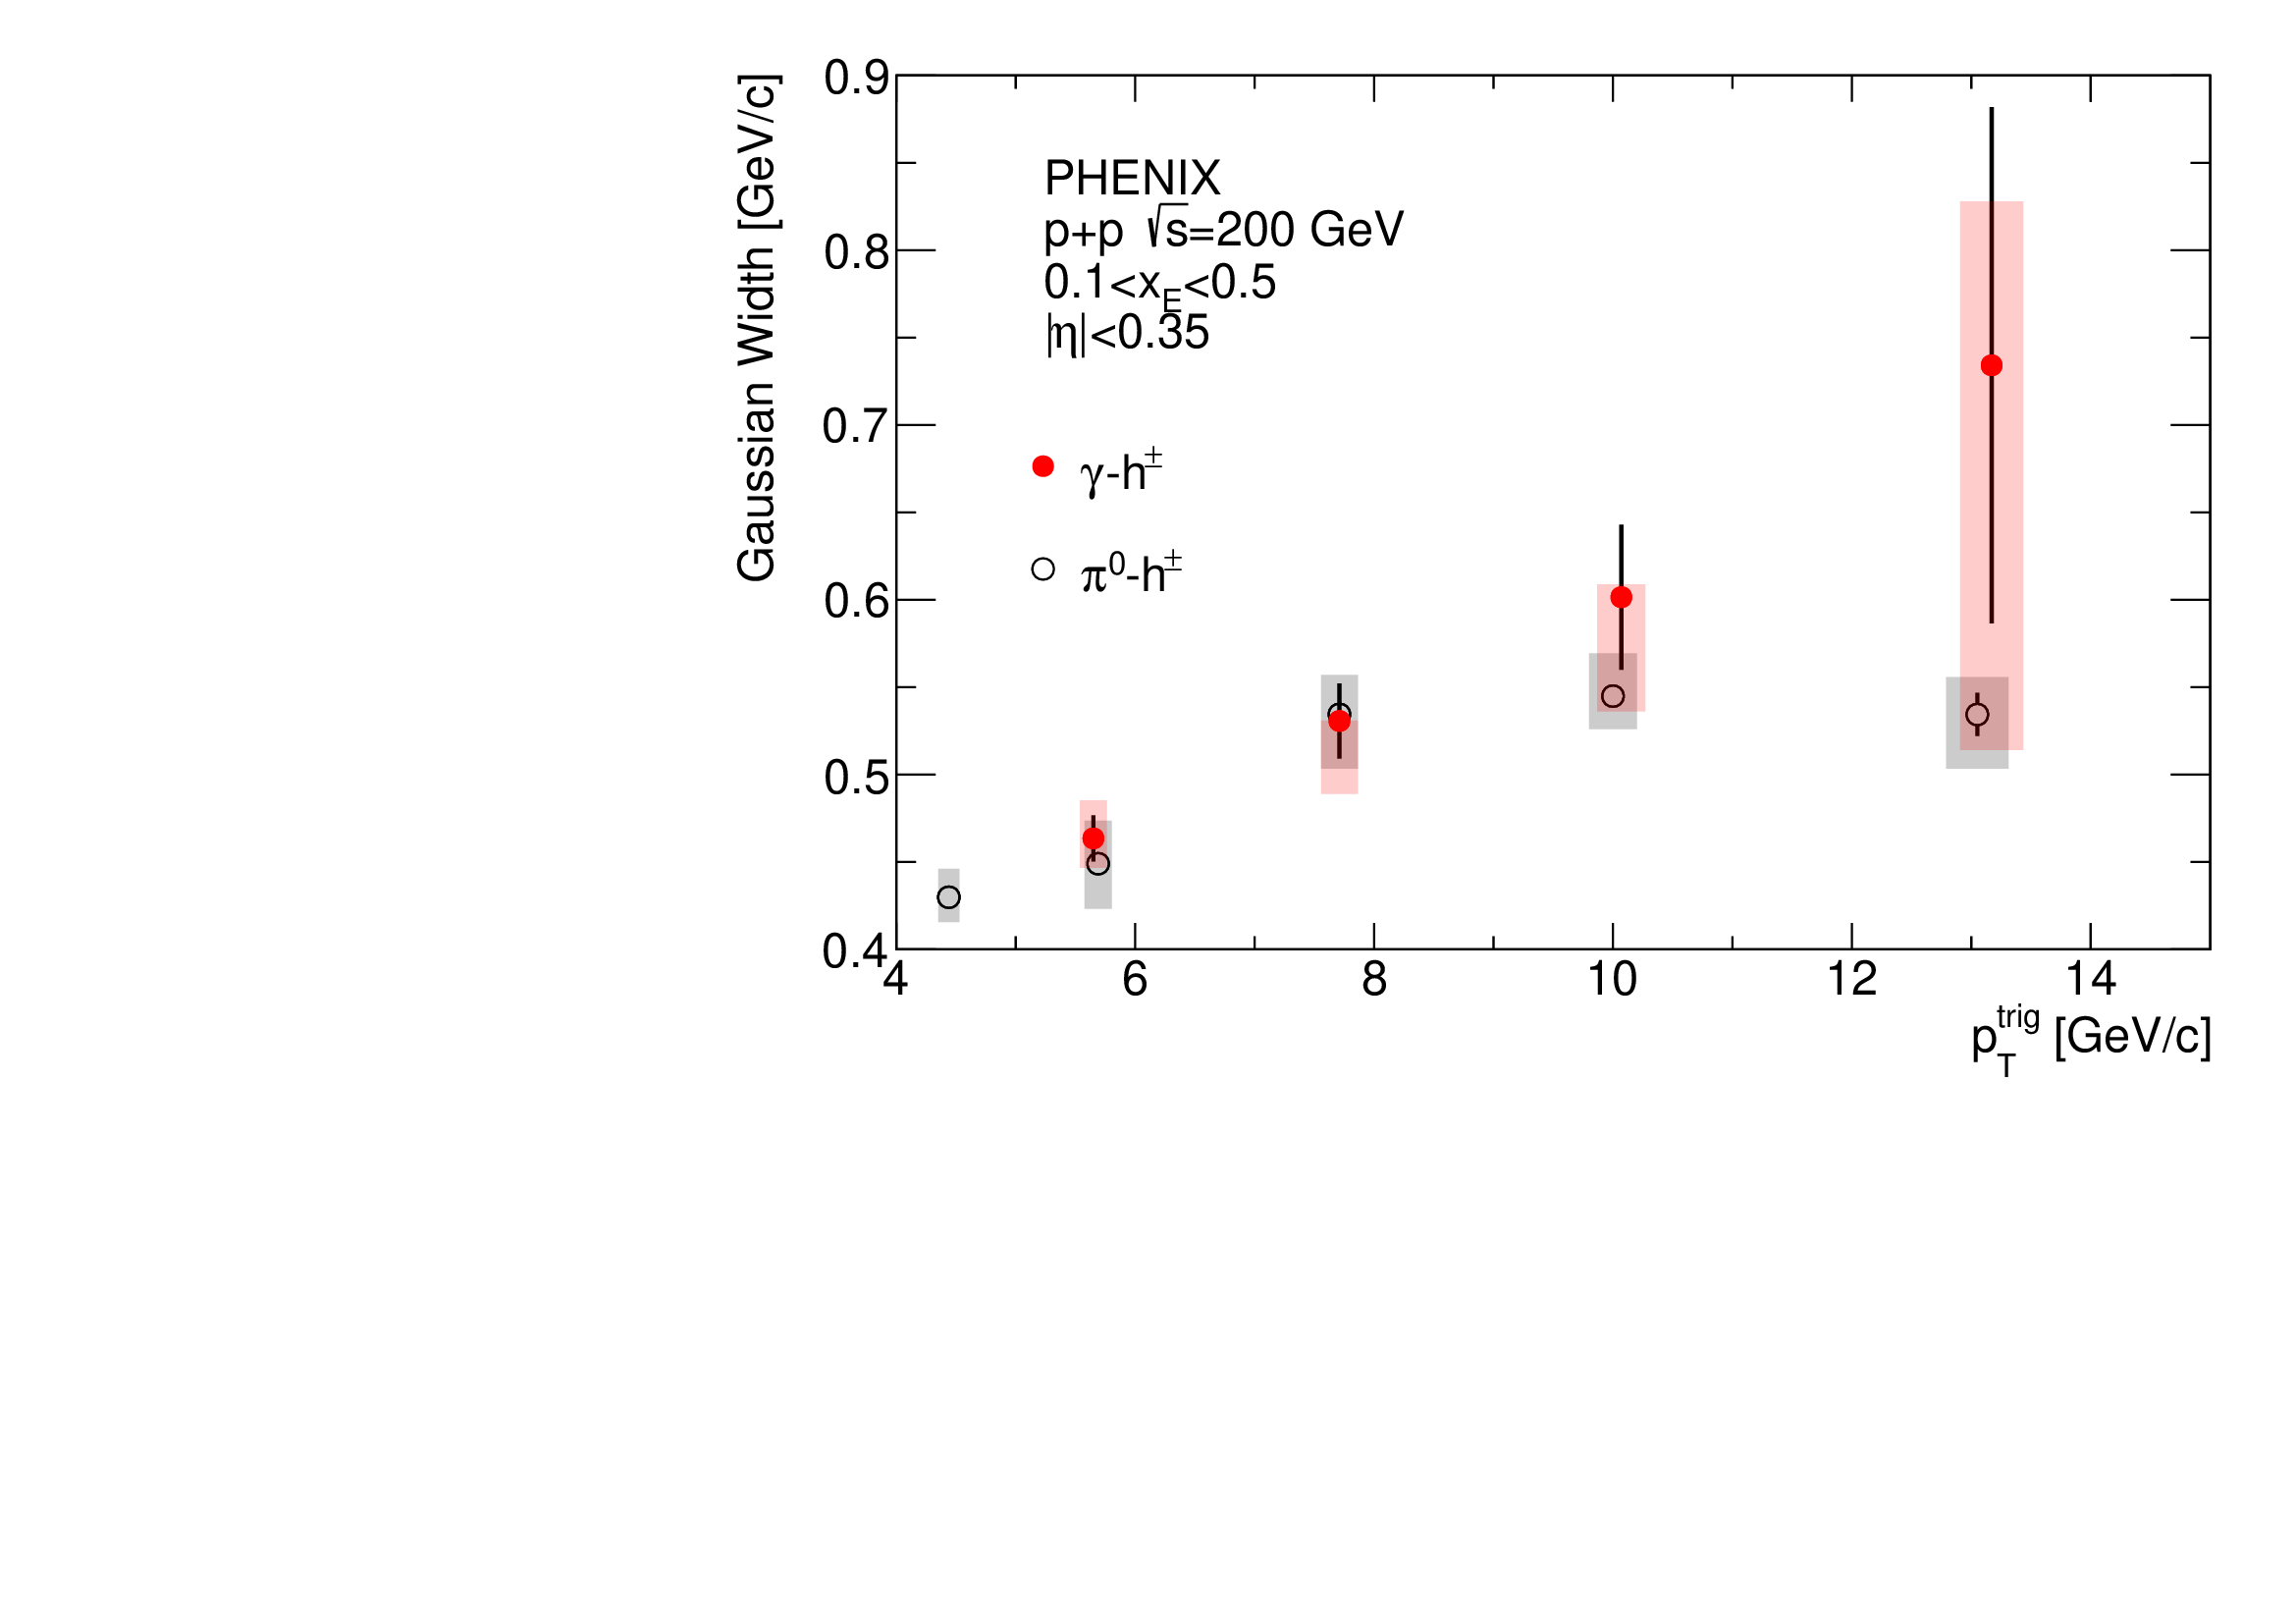 Gaussian Width [GeV/c]
0.9
0.8
0.7
0.6
0.5
0.4
PHENIX
p+p √s=200 GeV
0.1<x_E<0.5
|η|<0.35
γ-h±
π⁰-h±
4 6 8 10 12 14
p_T^trig [GeV/c]